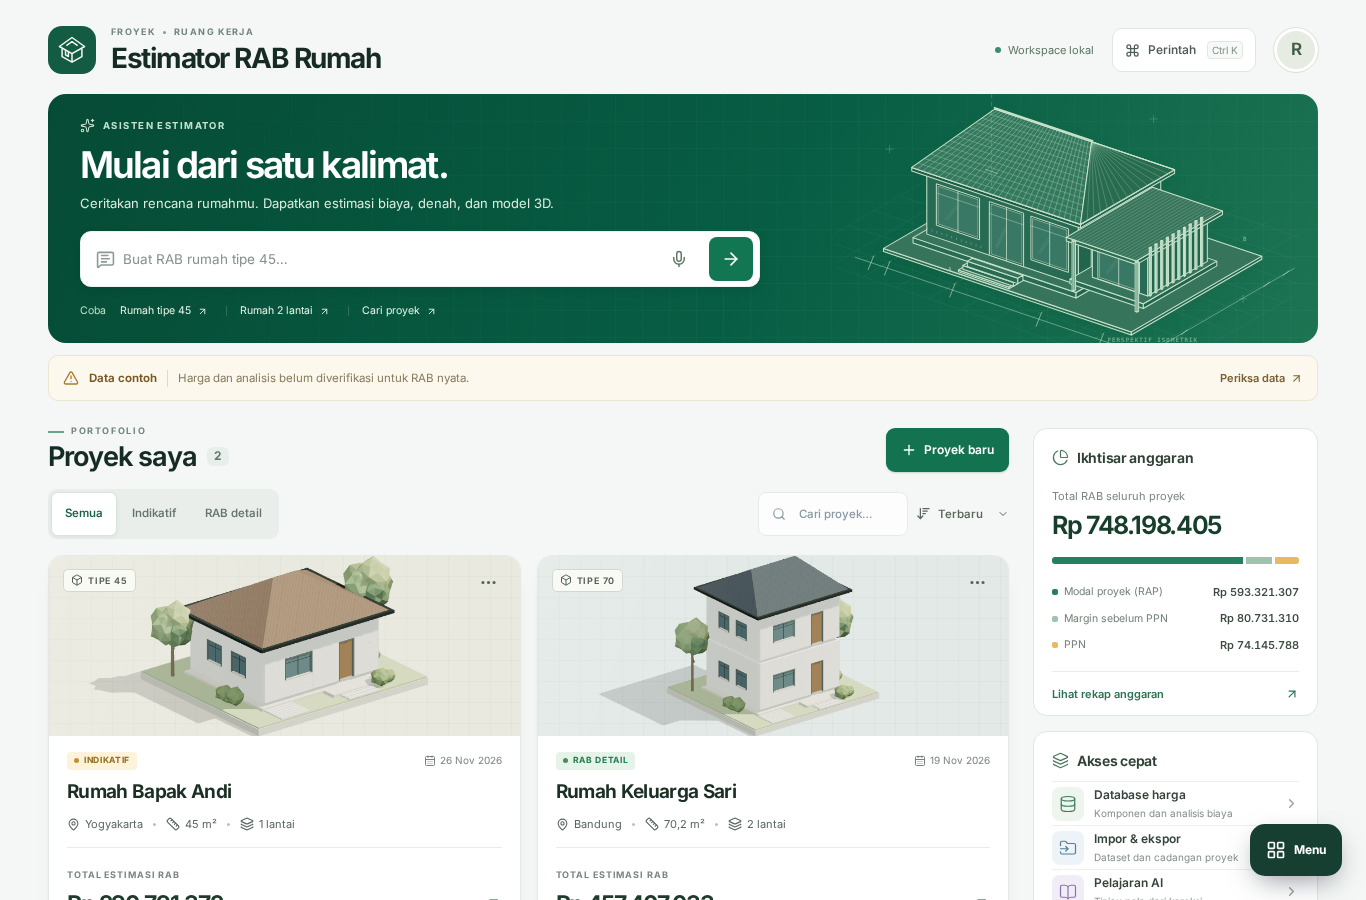 FROYEK • RUANG KERJA
Estimator RAB Rumah
Workspace lokal
Perintah
Ctrl K
R
ASISTEN ESTIMATOR
Mulai dari satu kalimat.
Ceritakan rencana rumahmu. Dapatkan estimasi biaya, denah, dan model 3D.
Buat RAB rumah tipe 45...
Coba
Rumah tipe 45
Rumah 2 lantai
Cari proyek
PERSPEKTIF ISOMETRIK
Data contoh
Harga dan analisis belum diverifikasi untuk RAB nyata.
Periksa data
PORTOFOLIO
Proyek saya
2
Proyek baru
Semua
Indikatif
RAB detail
Cari proyek...
Terbaru
TIPE 45
INDIKATIF
26 Nov 2026
Rumah Bapak Andi
Yogyakarta • 45 m² • 1 lantai
TOTAL ESTIMASI RAB
TIPE 70
RAB DETAIL
19 Nov 2026
Rumah Keluarga Sari
Bandung • 70,2 m² • 2 lantai
TOTAL ESTIMASI RAB
Ikhtisar anggaran
Total RAB seluruh proyek
Rp 748.198.405
Modal proyek (RAP)
Rp 593.321.307
Margin sebelum PPN
Rp 80.731.310
PPN
Rp 74.145.788
Lihat rekap anggaran
Akses cepat
Database harga
Komponen dan analisis biaya
Impor & ekspor
Dataset dan cadangan proyek
Pelajaran AI
Menu